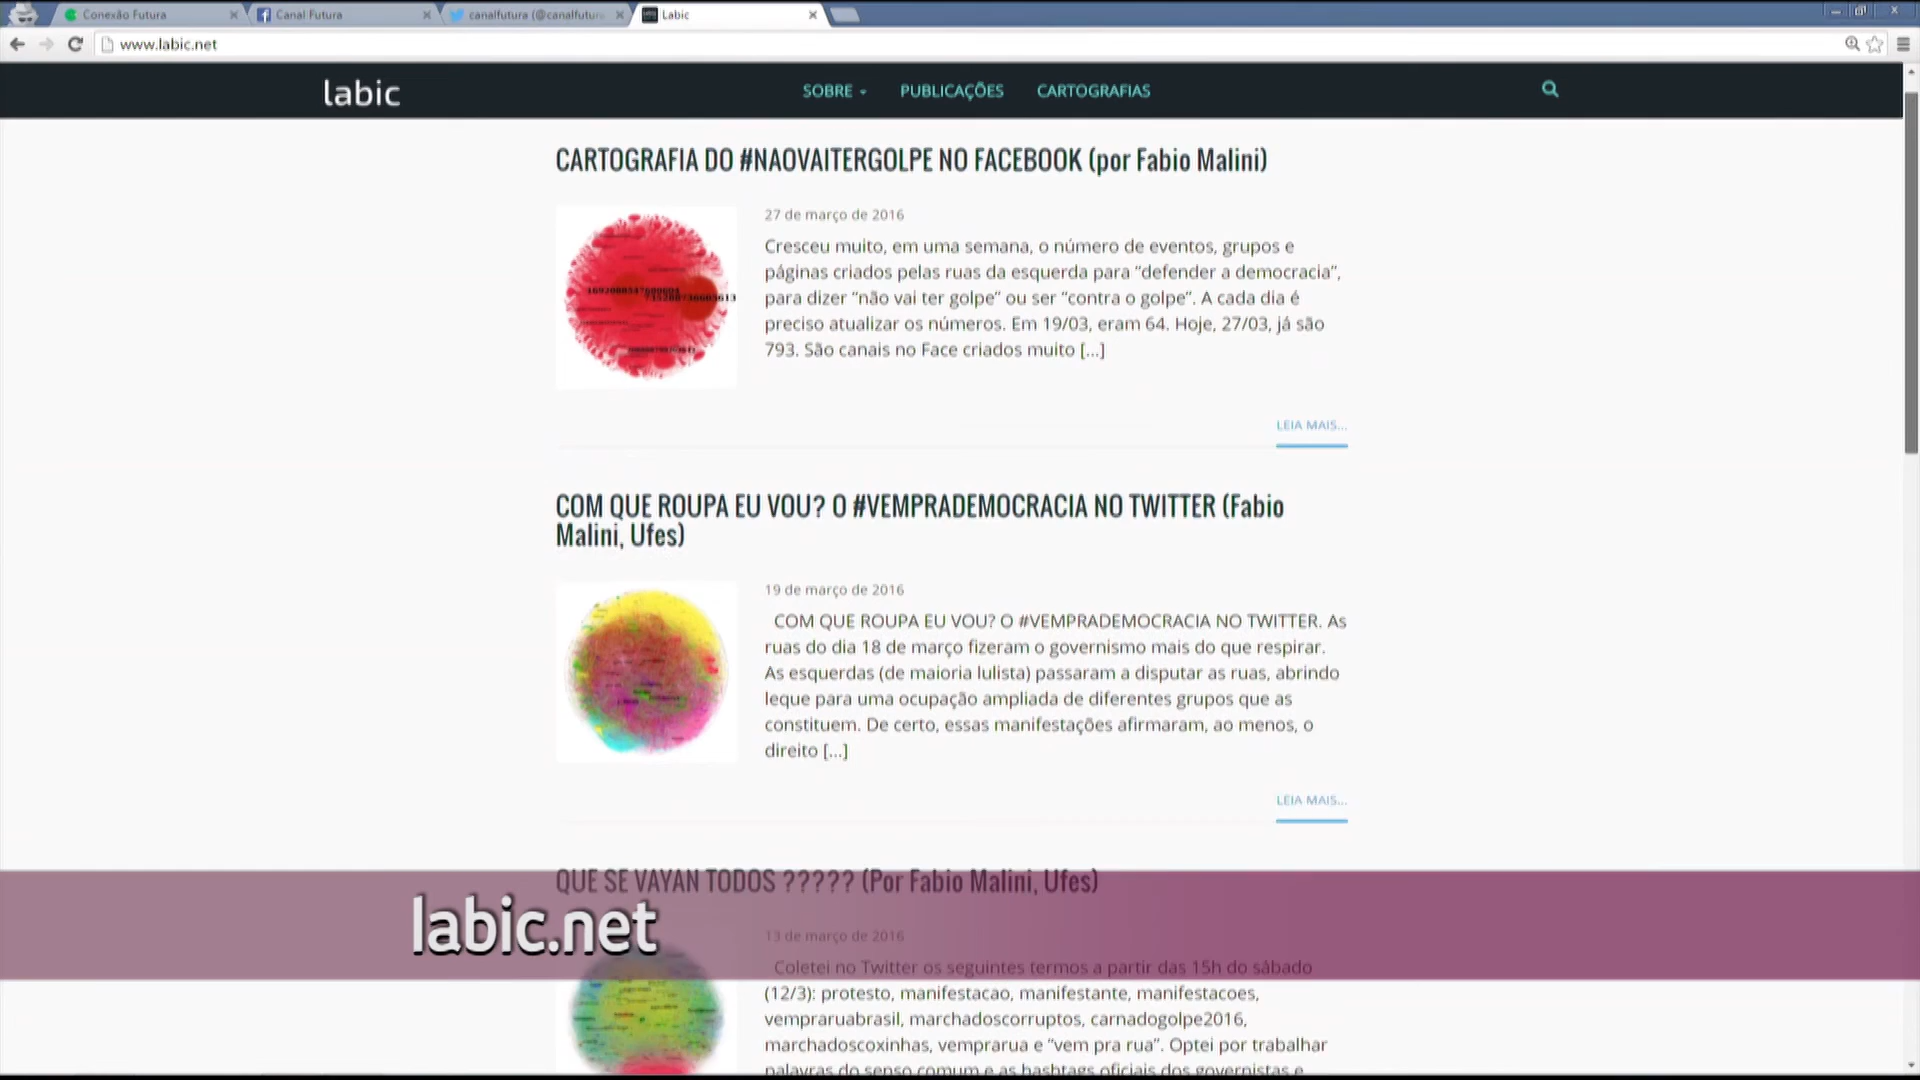 Conexão Futura
Canal Futura
canalfutura (@canalfutur
Labic
www.labic.net
labic
SOBRE
PUBLICAÇÕES
CARTOGRAFIAS
CARTOGRAFIA DO #NAOVAITERGOLPE NO FACEBOOK (por Fabio Malini)
27 de março de 2016
Cresceu muito, em uma semana, o número de eventos, grupos e
páginas criados pelas ruas da esquerda para “defender a democracia”,
para dizer “não vai ter golpe” ou ser “contra o golpe”. A cada dia é
preciso atualizar os números. Em 19/03, eram 64. Hoje, 27/03, já são
793. São canais no Face criados muito [...]
LEIA MAIS...
COM QUE ROUPA EU VOU? O #VEMPRADEMOCRACIA NO TWITTER (Fabio
Malini, Ufes)
19 de março de 2016
COM QUE ROUPA EU VOU? O #VEMPRADEMOCRACIA NO TWITTER. As
ruas do dia 18 de março fizeram o governismo mais do que respirar.
As esquerdas (de maioria lulista) passaram a disputar as ruas, abrindo
leque para uma ocupação ampliada de diferentes grupos que as
constituem. De certo, essas manifestações afirmaram, ao menos, o
direito [...]
LEIA MAIS...
QUE SE VAYAN TODOS ????? (Por Fabio Malini, Ufes)
labic.net
13 de março de 2016
Coletei no Twitter os seguintes termos a partir das 15h do sábado
(12/3): protesto, manifestacao, manifestante, manifestacoes,
vempraruabrasil, marchadoscorruptos, carnadogolpe2016,
marchadoscoxinhas, vemprarua e “vem pra rua”. Optei por trabalhar
palavras do senso comum e as hashtags oficiais dos governistas e